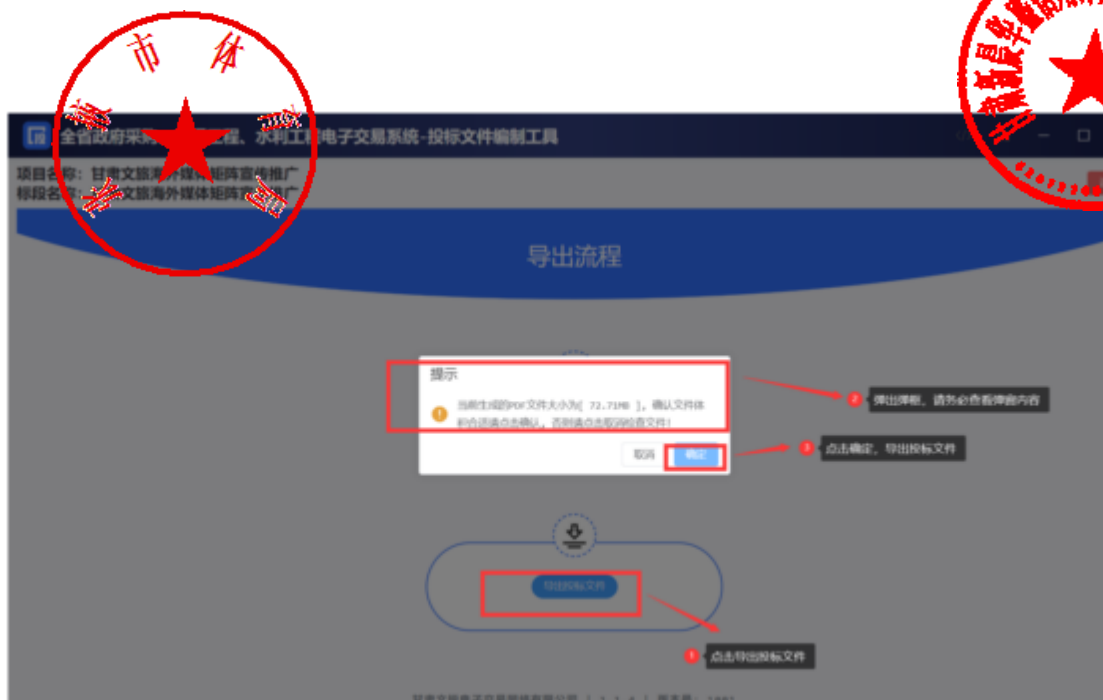 市 体
全省政府采 程、水利工程电子交易系统-投标文件编制工具
项目名称：甘肃文旅海外媒体矩阵宣传推广
标段名称： 文旅海外媒体矩阵宣传推广
导出流程
提示
当前生成的PDF文件大小为[ 72.71MB ]，确认文件体
积合适请点击确认，否则请点击取消检查文件!
取消 确定
2 弹出弹框，请务必查看弹窗内容
3 点击确定，导出投标文件
导出投标文件
1 点击导出投标文件